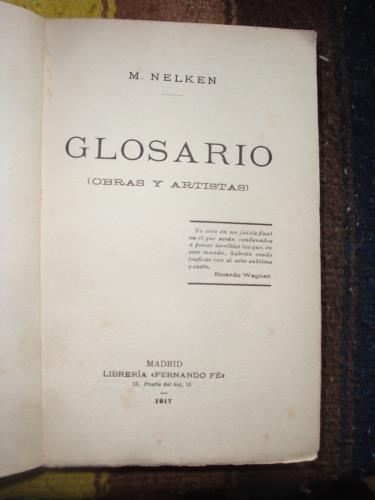 M. NELKEN
GLOSARIO
(OBRAS Y ARTISTAS)
Yo creo en un juicio final
en el que serán condenados
a penas terribles los que, en
este mundo, habrán osado
traficar con el arte sublime
y casto.
Ricardo Wagner.
MADRID
LIBRERÍA «FERNANDO FÉ»
15, Puerta del Sol, 15
1917